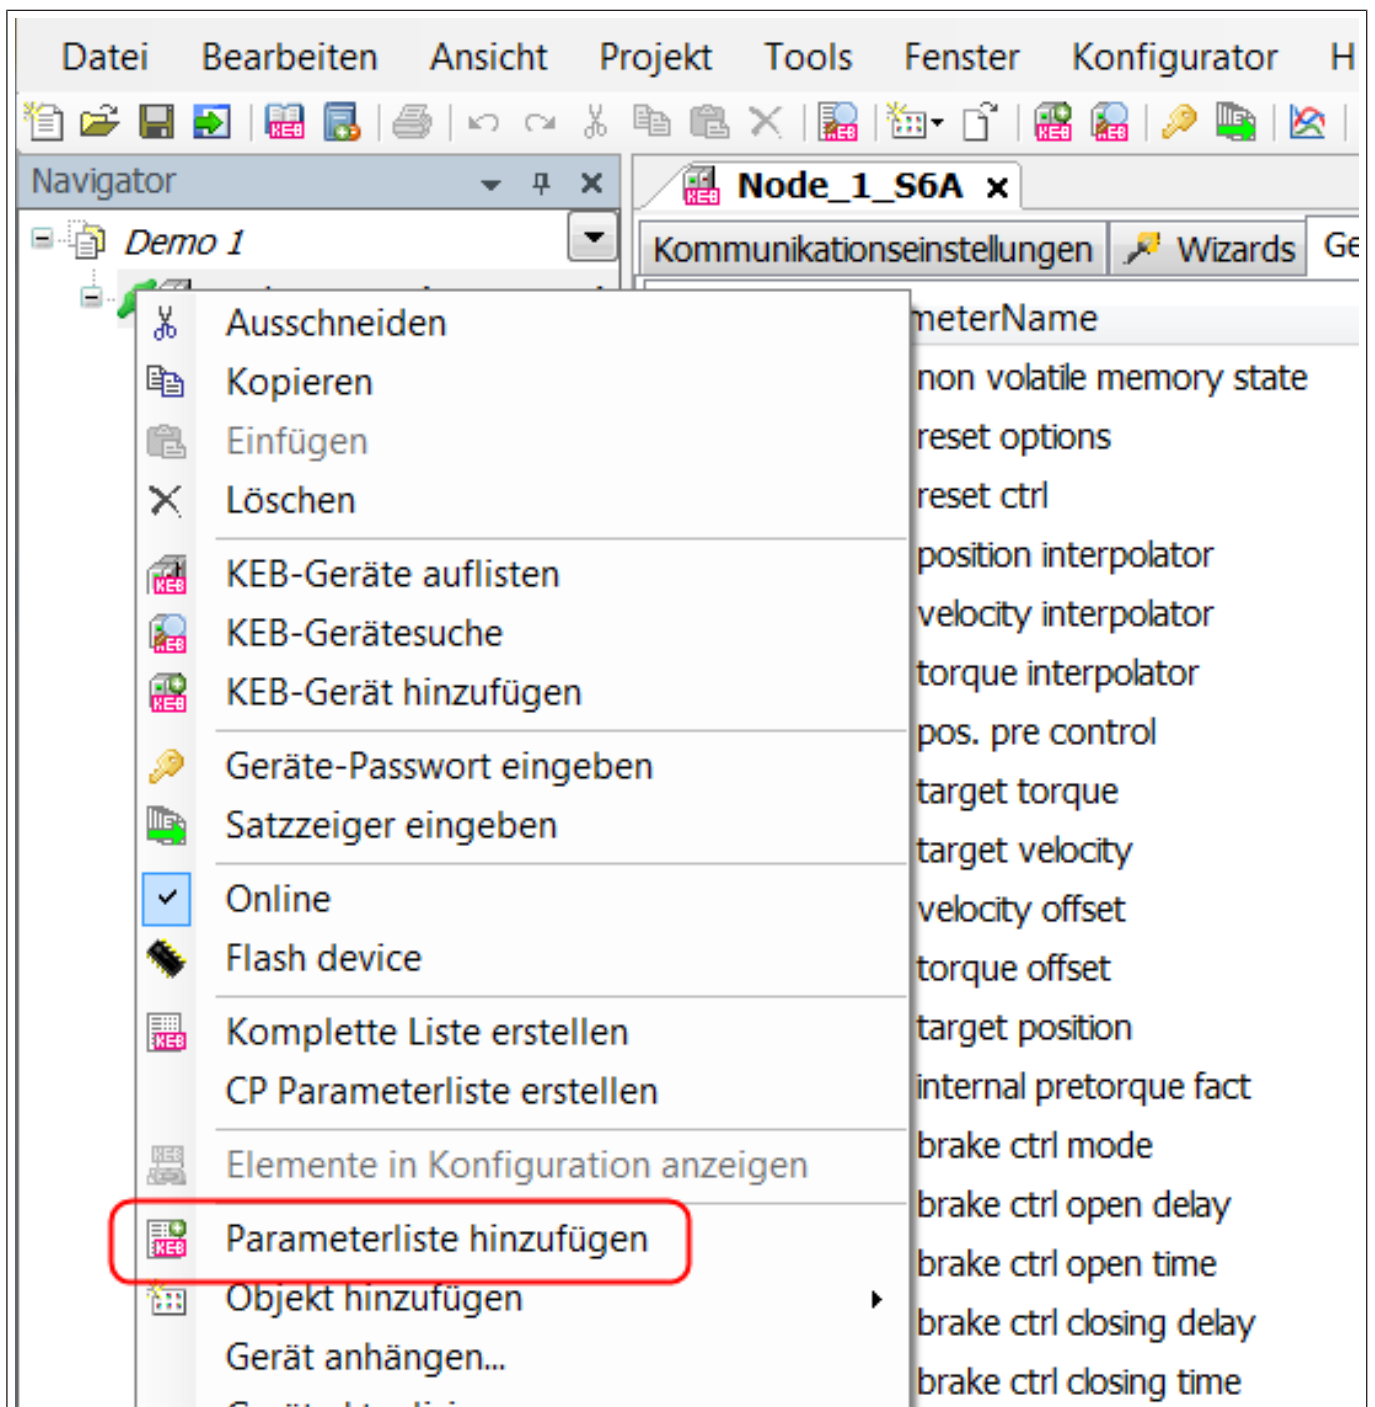 Datei Bearbeiten Ansicht Projekt Tools Fenster Konfigurator H
Navigator
Node_1_S6A
Demo 1
Kommunikationseinstellungen Wizards Ge
meterName
Ausschneiden
Kopieren
Einfügen
Löschen
KEB-Geräte auflisten
KEB-Gerätesuche
KEB-Gerät hinzufügen
Geräte-Passwort eingeben
Satzzeiger eingeben
Online
Flash device
Komplette Liste erstellen
CP Parameterliste erstellen
Elemente in Konfiguration anzeigen
Parameterliste hinzufügen
Objekt hinzufügen
Gerät anhängen...
non volatile memory state
reset options
reset ctrl
position interpolator
velocity interpolator
torque interpolator
pos. pre control
target torque
target velocity
velocity offset
torque offset
target position
internal pretorque fact
brake ctrl mode
brake ctrl open delay
brake ctrl open time
brake ctrl closing delay
brake ctrl closing time